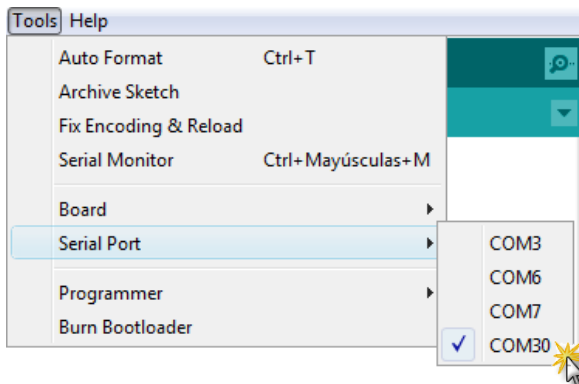 Tools Help
Auto Format Ctrl+T
Archive Sketch
Fix Encoding & Reload
Serial Monitor Ctrl+Mayúsculas+M
Board
Serial Port
Programmer
Burn Bootloader
COM3
COM6
COM7
COM30